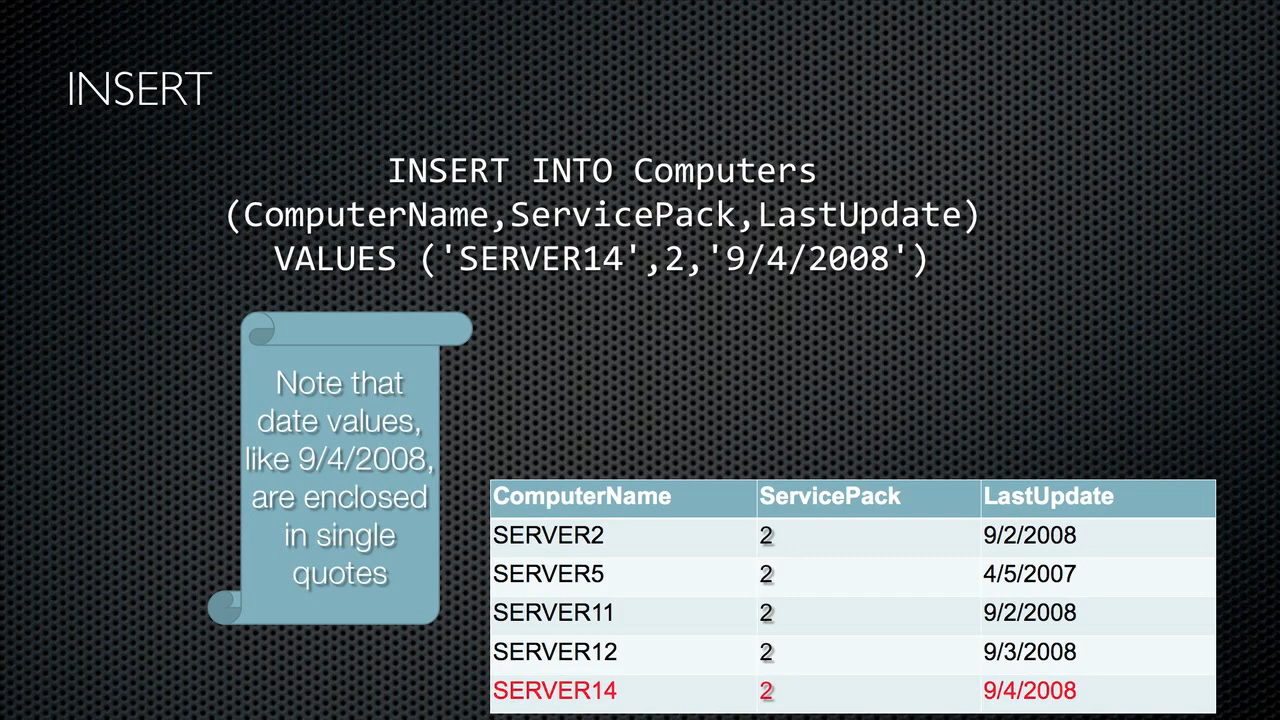 INSERT
INSERT INTO Computers
(ComputerName,ServicePack,LastUpdate)
VALUES ('SERVER14',2,'9/4/2008')
Note that
date values,
like 9/4/2008,
are enclosed
in single
quotes
ComputerName ServicePack LastUpdate
SERVER2 2 9/2/2008
SERVER5 2 4/5/2007
SERVER11 2 9/2/2008
SERVER12 2 9/3/2008
SERVER14 2 9/4/2008